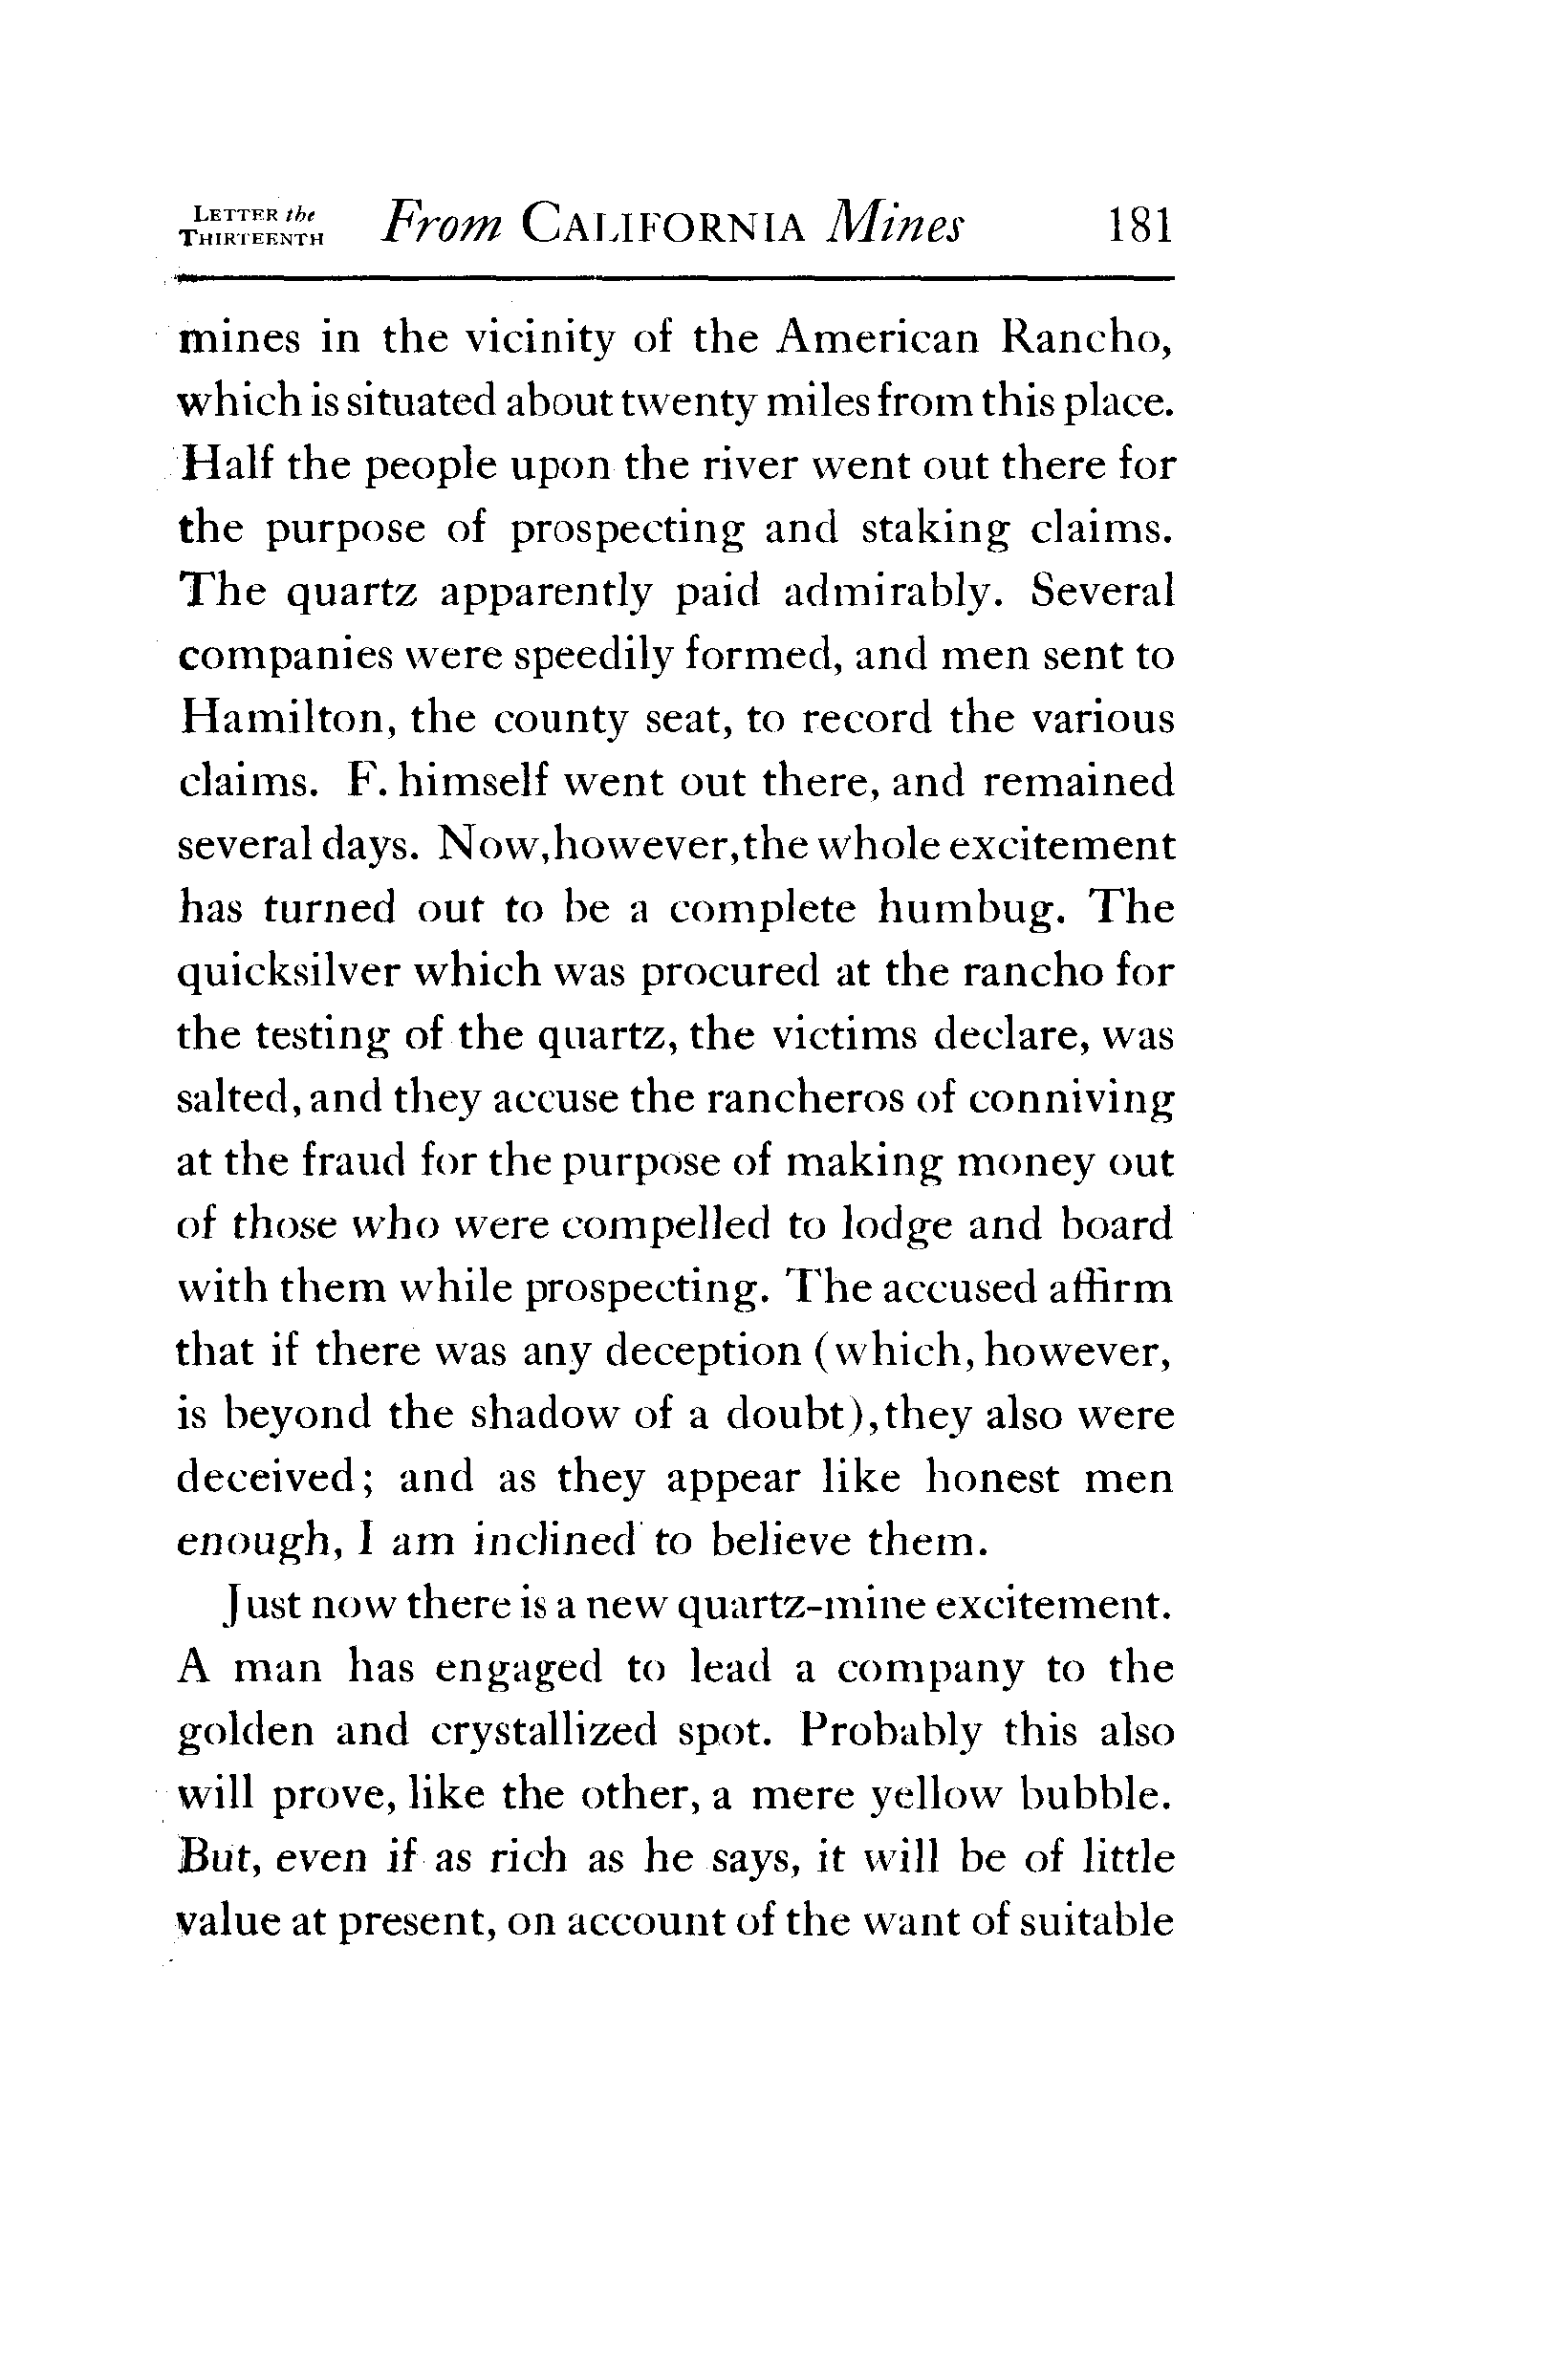 LETTER the THIRTEENTH From CALIFORNIA Mines 181
mines in the vicinity of the American Rancho,
which is situated about twenty miles from this place.
Half the people upon the river went out there for
the purpose of prospecting and staking claims.
The quartz apparently paid admirably. Several
companies were speedily formed, and men sent to
Hamilton, the county seat, to record the various
claims. F. himself went out there, and remained
several days. Now, however, the whole excitement
has turned out to be a complete humbug. The
quicksilver which was procured at the rancho for
the testing of the quartz, the victims declare, was
salted, and they accuse the rancheros of conniving
at the fraud for the purpose of making money out
of those who were compelled to lodge and board
with them while prospecting. The accused affirm
that if there was any deception (which, however,
is beyond the shadow of a doubt), they also were
deceived; and as they appear like honest men
enough, I am inclined to believe them.
Just now there is a new quartz-mine excitement.
A man has engaged to lead a company to the
golden and crystallized spot. Probably this also
will prove, like the other, a mere yellow bubble.
But, even if as rich as he says, it will be of little
value at present, on account of the want of suitable